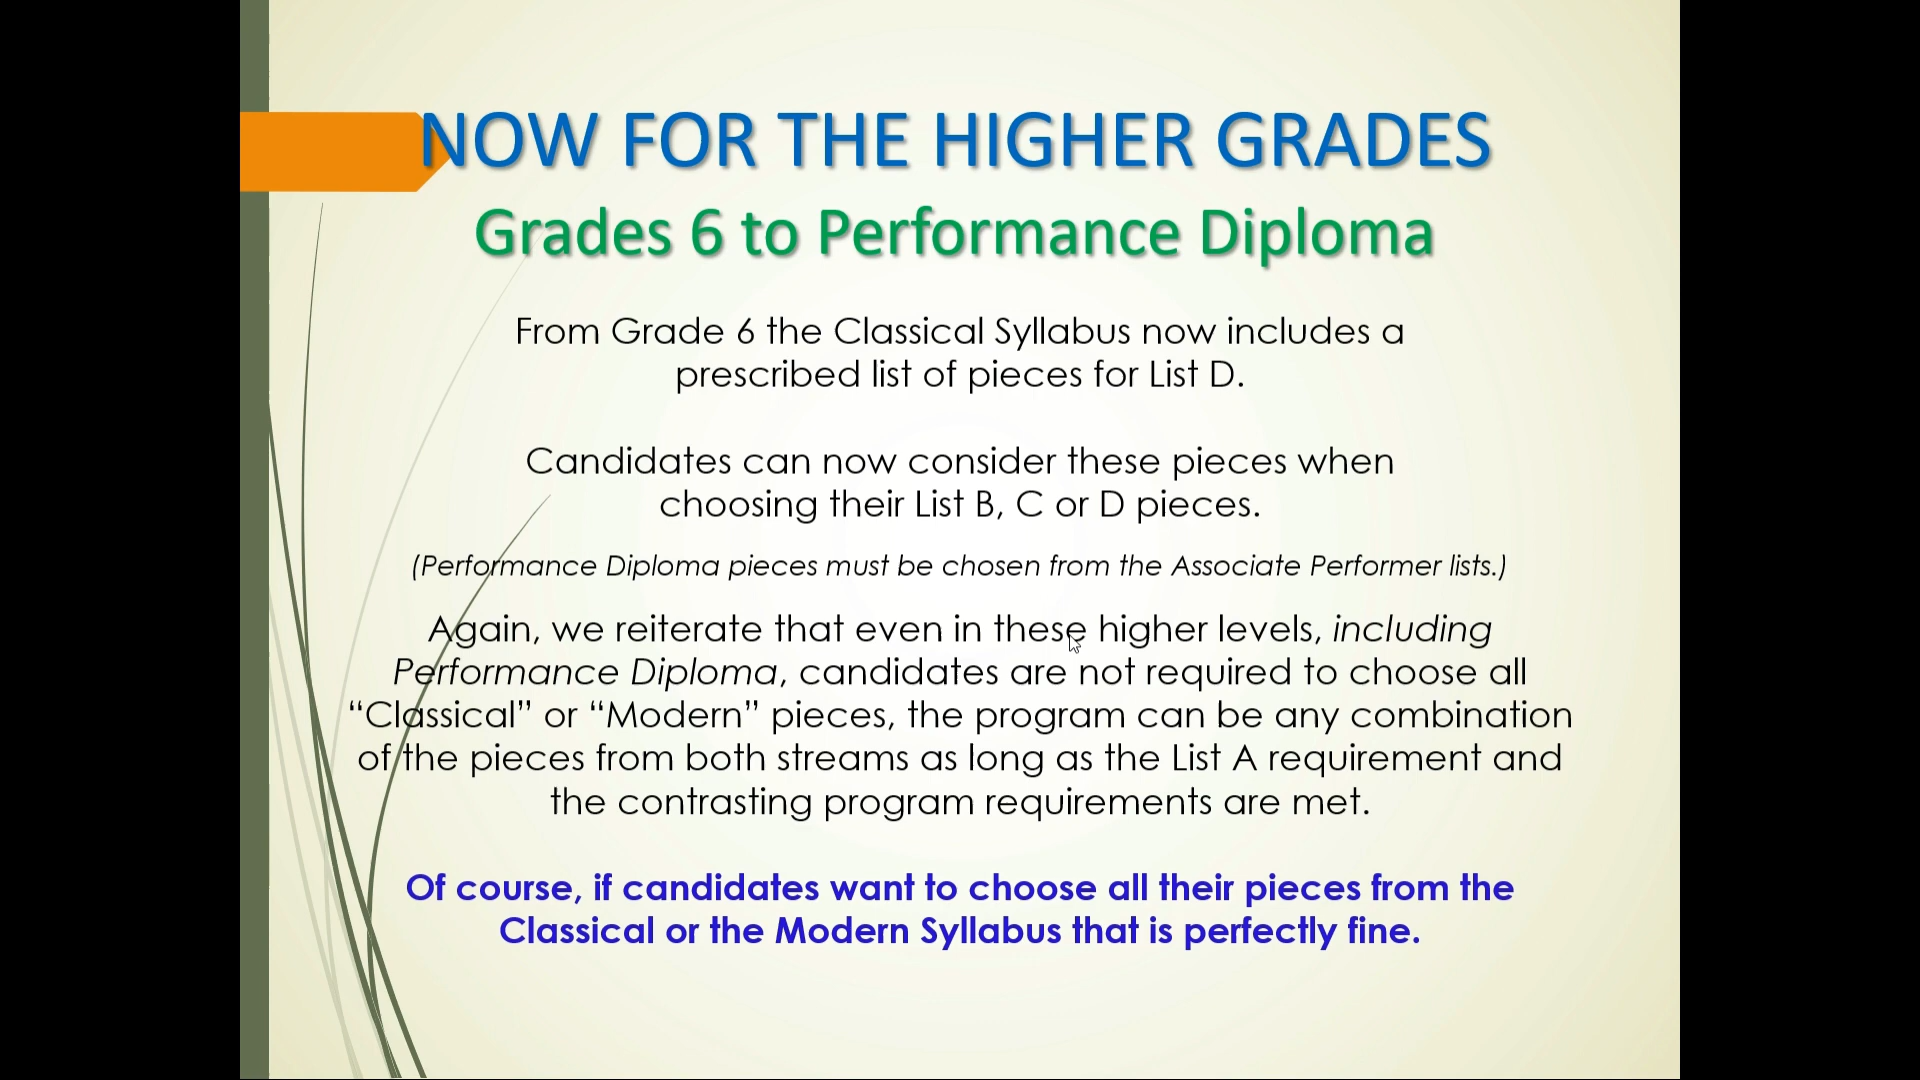 NOW FOR THE HIGHER GRADES
Grades 6 to Performance Diploma
From Grade 6 the Classical Syllabus now includes a
prescribed list of pieces for List D.
Candidates can now consider these pieces when
choosing their List B, C or D pieces.
(Performance Diploma pieces must be chosen from the Associate Performer lists.)
Again, we reiterate that even in these higher levels, including
Performance Diploma, candidates are not required to choose all
“Classical” or “Modern” pieces, the program can be any combination
of the pieces from both streams as long as the List A requirement and
the contrasting program requirements are met.
Of course, if candidates want to choose all their pieces from the
Classical or the Modern Syllabus that is perfectly fine.